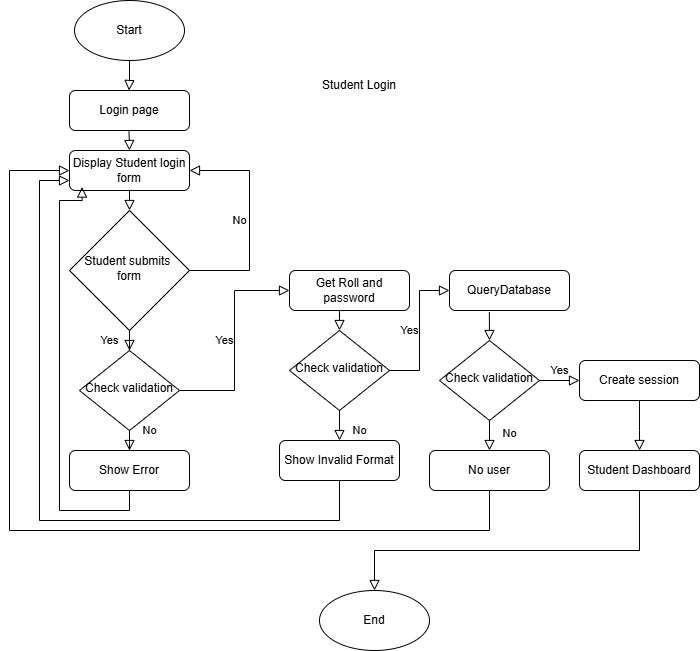 Start
Student Login
Login page
Display Student login
form
No
Student submits
form
Get Roll and
password
QueryDatabase
Yes
Yes
Yes
Check validation
Check validation
Check validation
Yes
Create session
No
No
No
Show Error
Show Invalid Format
No user
Student Dashboard
End